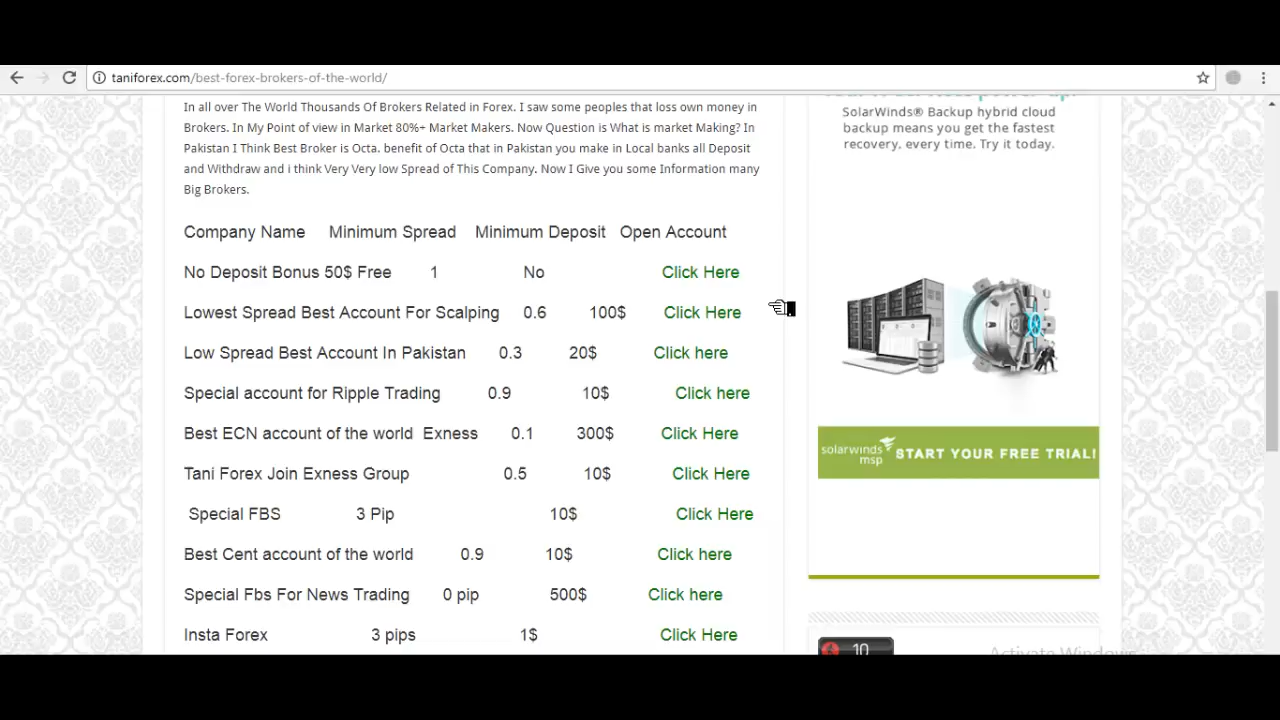 taniforex.com/best-forex-brokers-of-the-world/
In all over The World Thousands Of Brokers Related in Forex. I saw some peoples that loss own money in
Brokers. In My Point of view in Market 80%+ Market Makers. Now Question is What is market Making? In
Pakistan I Think Best Broker is Octa. benefit of Octa that in Pakistan you make in Local banks all Deposit
and Withdraw and i think Very Very low Spread of This Company. Now I Give you some Information many
Big Brokers.
Company Name Minimum Spread Minimum Deposit Open Account
No Deposit Bonus 50$ Free 1 No Click Here
Lowest Spread Best Account For Scalping 0.6 100$ Click Here
Low Spread Best Account In Pakistan 0.3 20$ Click here
Special account for Ripple Trading 0.9 10$ Click here
Best ECN account of the world Exness 0.1 300$ Click Here
Tani Forex Join Exness Group 0.5 10$ Click Here
Special FBS 3 Pip 10$ Click Here
Best Cent account of the world 0.9 10$ Click here
Special Fbs For News Trading 0 pip 500$ Click here
Insta Forex 3 pips 1$ Click Here
SolarWinds® Backup hybrid cloud
backup means you get the fastest
recovery, every time. Try it today.
solarwinds
msp
START YOUR FREE TRIAL!
10
Activate Windows